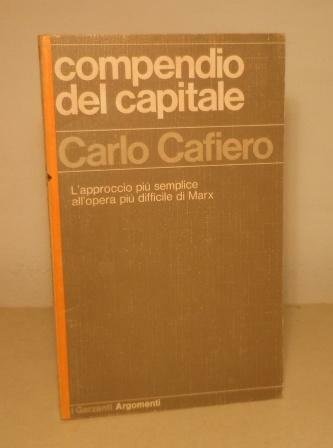 compendio
del capitale
Carlo Cafiero
L'approccio più semplice
all'opera più difficile di Marx
i Garzanti Argomenti